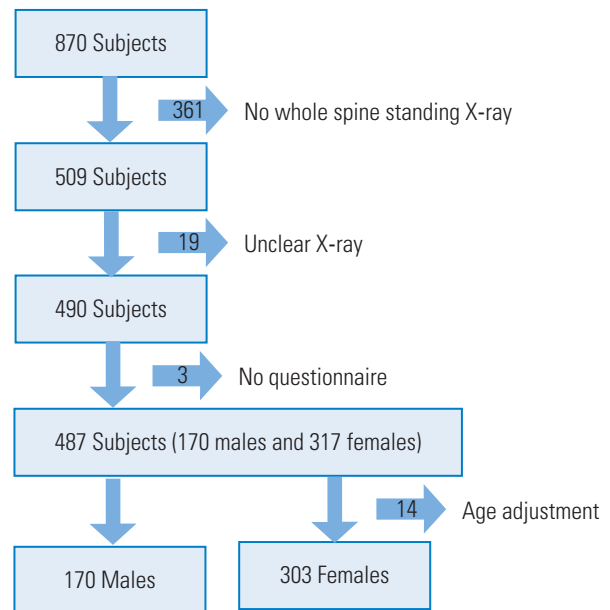 870 Subjects
361 No whole spine standing X-ray
509 Subjects
19 Unclear X-ray
490 Subjects
3 No questionnaire
487 Subjects (170 males and 317 females)
14 Age adjustment
170 Males
303 Females